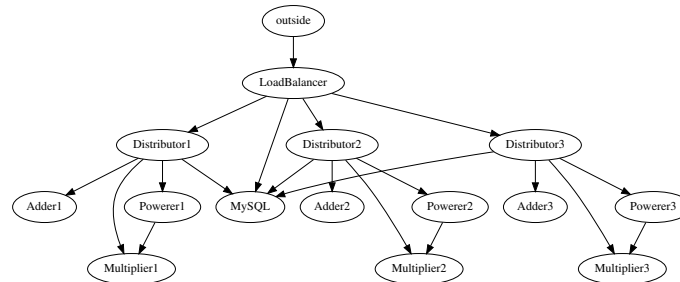 outside
LoadBalancer
Distributor1
Distributor2
Distributor3
Adder1
Powerer1
MySQL
Adder2
Powerer2
Adder3
Powerer3
Multiplier1
Multiplier2
Multiplier3